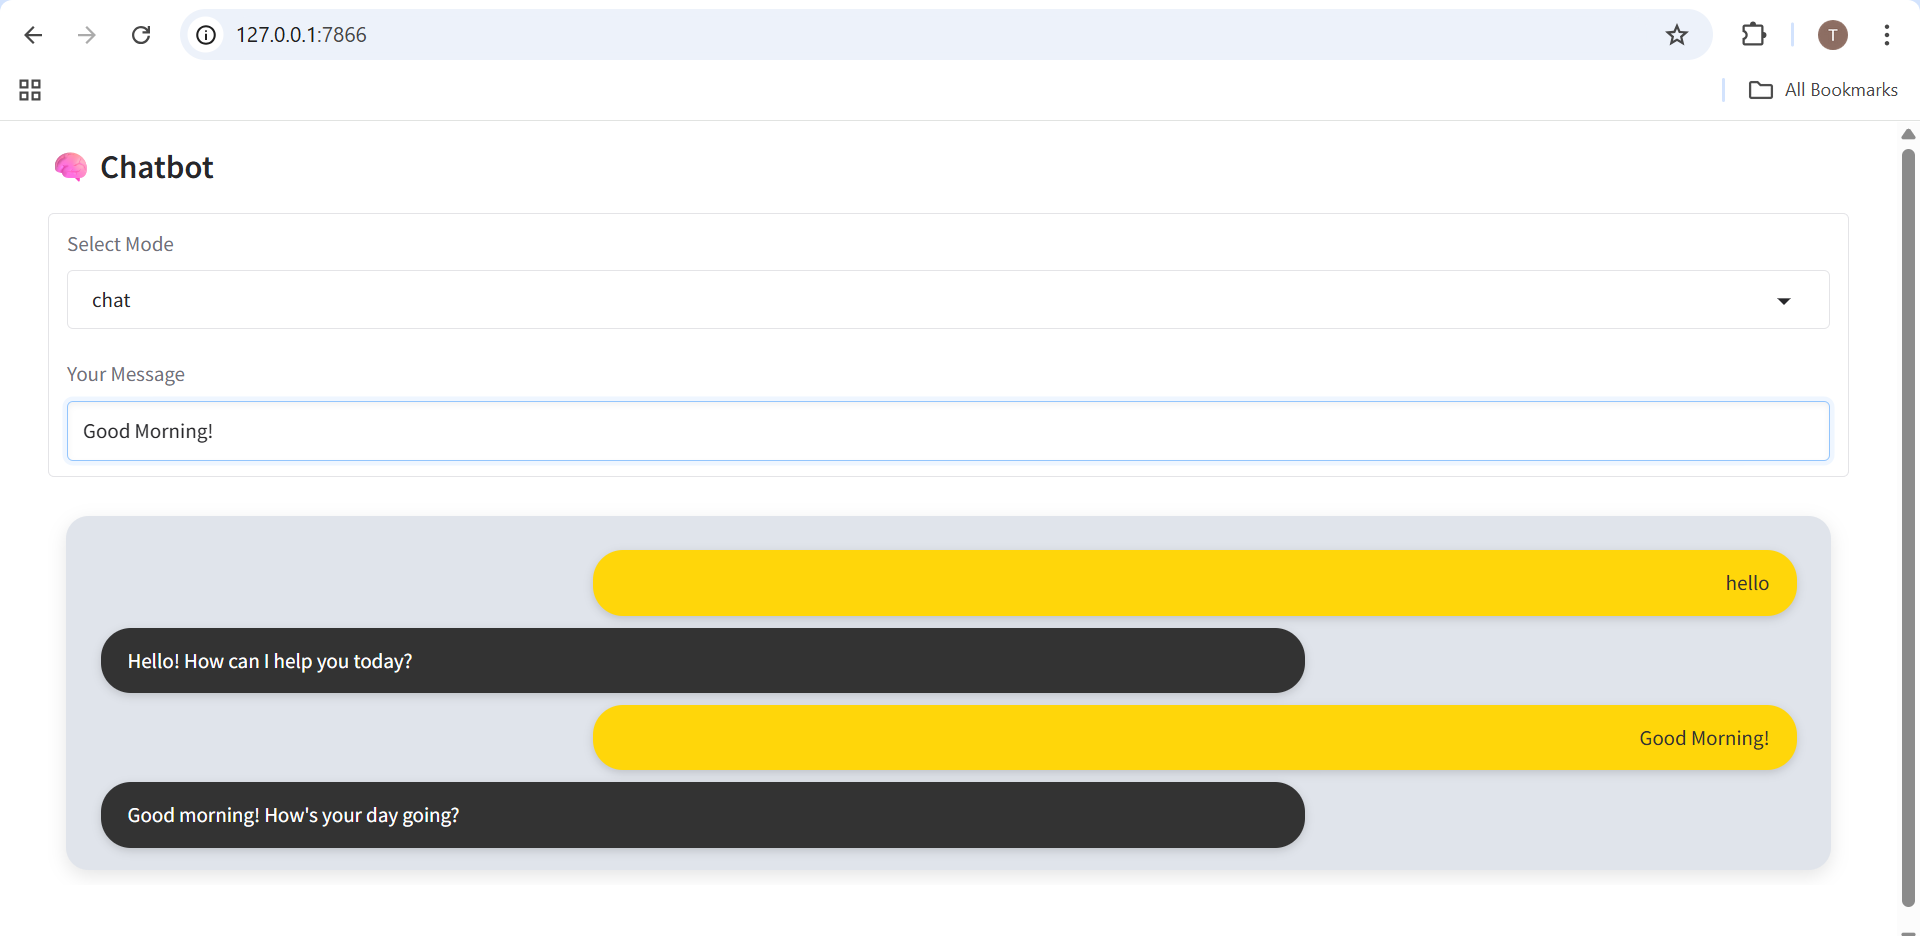 127.0.0.1:7866
T
All Bookmarks
Chatbot
Select Mode
chat
Your Message
Good Morning!
hello
Hello! How can I help you today?
Good Morning!
Good morning! How's your day going?